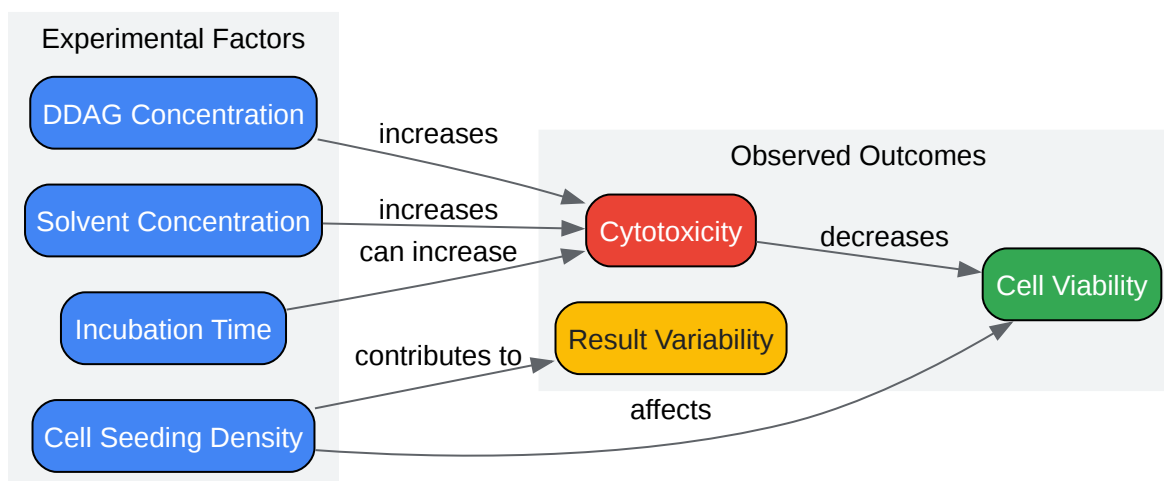 Experimental Factors
DDAG Concentration
Solvent Concentration
Incubation Time
Cell Seeding Density
increases
increases
can increase
contributes to
affects
Observed Outcomes
Cytotoxicity
Result Variability
decreases
Cell Viability